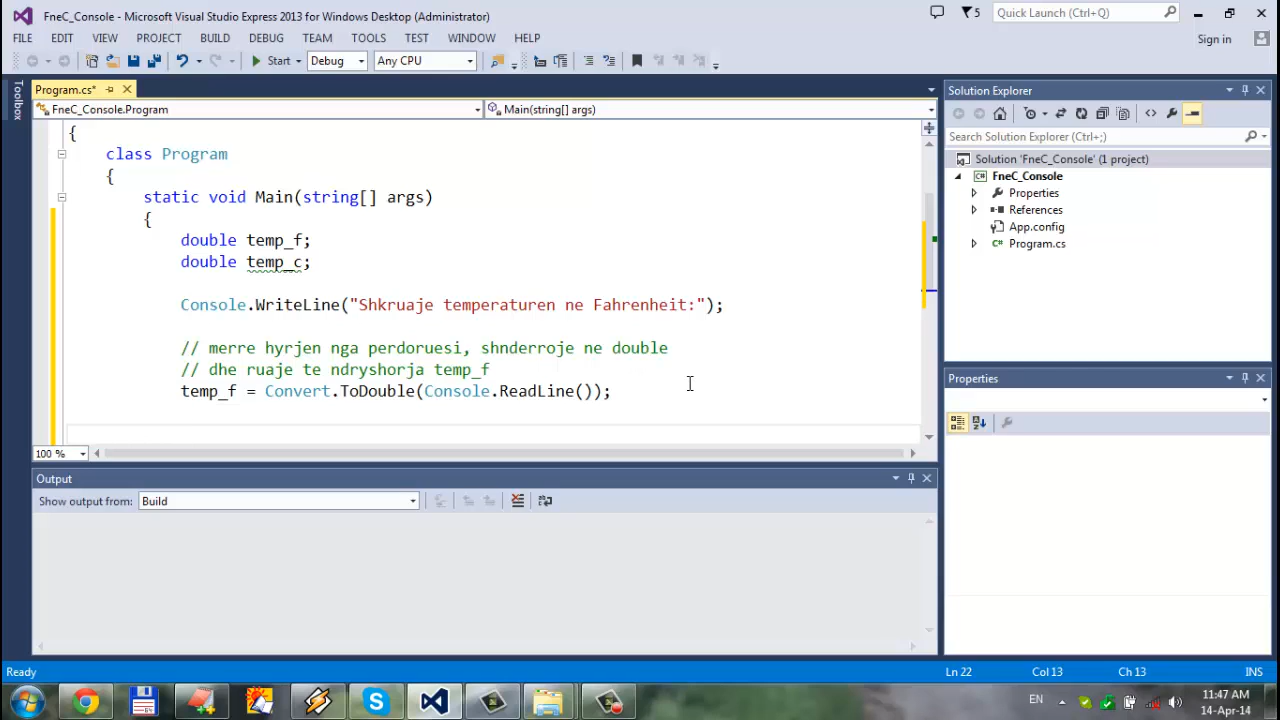 FneC_Console - Microsoft Visual Studio Express 2013 for Windows Desktop (Administrator)
5
Quick Launch (Ctrl+Q)
FILE EDIT VIEW PROJECT BUILD DEBUG TEAM TOOLS TEST WINDOW HELP
Sign in
Start Debug Any CPU
Toolbox
Program.cs*
FneC_Console.Program
Main(string[] args)
{
class Program
{
static void Main(string[] args)
{
double temp_f;
double temp_c;
Console.WriteLine("Shkruaje temperaturen ne Fahrenheit:");
// merre hyrjen nga perdoruesi, shnderroje ne double
// dhe ruaje te ndryshorja temp_f
temp_f = Convert.ToDouble(Console.ReadLine());
100 %
Output
Show output from: Build
Solution Explorer
Search Solution Explorer (Ctrl+;)
Solution 'FneC_Console' (1 project)
FneC_Console
Properties
References
App.config
Program.cs
Properties
Ready
Ln 22
Col 13
Ch 13
INS
EN
11:47 AM
14-Apr-14